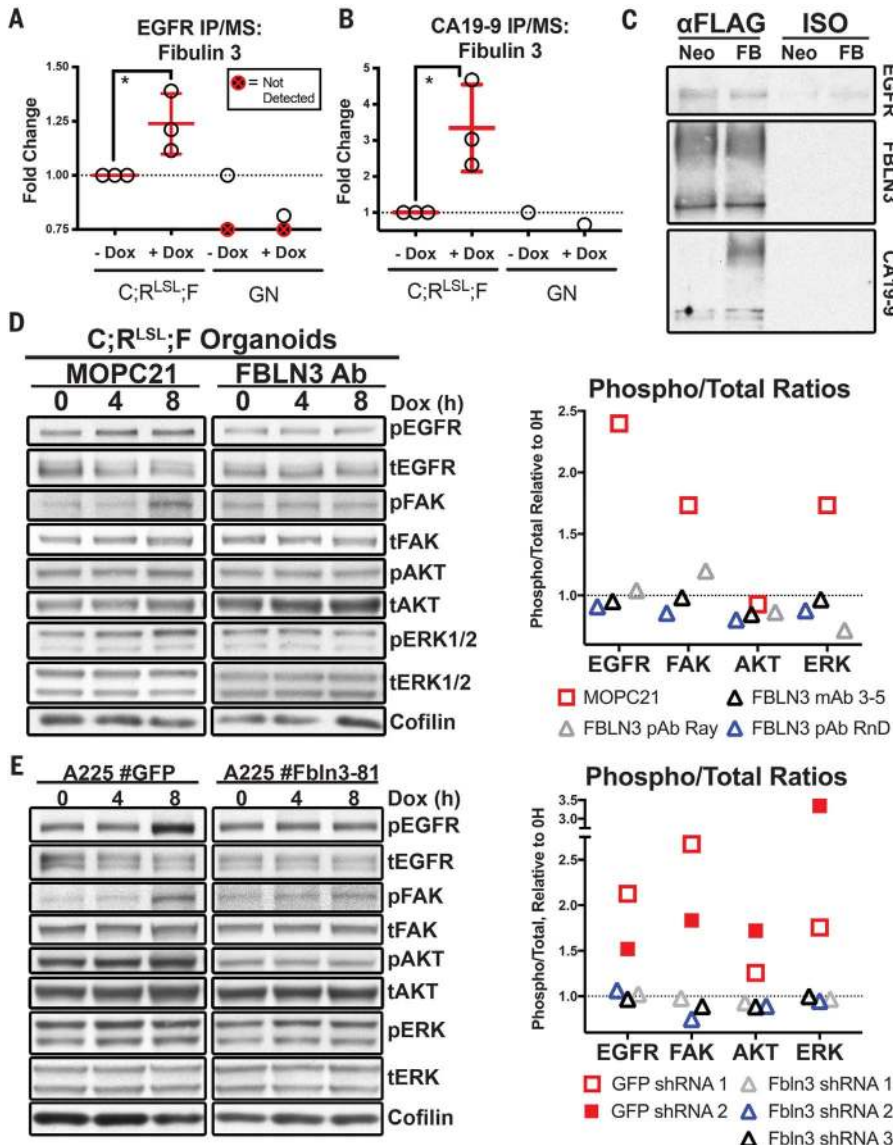 A
EGFR IP/MS:
Fibulin 3
Fold Change
1.50
1.25
1.00
0.75
*
= Not
Detected
- Dox + Dox - Dox + Dox
C;R^LSL;F GN
B
CA19-9 IP/MS:
Fibulin 3
Fold Change
5
4
3
2
1
*
- Dox + Dox - Dox + Dox
C;R^LSL;F GN
C
αFLAG ISO
Neo FB Neo FB
EGFR
FBLN3
CA19-9
D
C;R^LSL;F Organoids
MOPC21 FBLN3 Ab
0 4 8 0 4 8 Dox (h)
pEGFR
tEGFR
pFAK
tFAK
pAKT
tAKT
pERK1/2
tERK1/2
Cofilin
Phospho/Total Ratios
Phospho/Total Relative to 0H
2.5
2.0
1.5
1.0
EGFR FAK AKT ERK
MOPC21 FBLN3 mAb 3-5
FBLN3 pAb Ray FBLN3 pAb RnD
E
A225 #GFP A225 #Fbln3-81
0 4 8 0 4 8 Dox (h)
pEGFR
tEGFR
pFAK
tFAK
pAKT
tAKT
pERK
tERK
Cofilin
Phospho/Total Ratios
Phospho/Total, Relative to 0H
3.5
3.0
2.5
2.0
1.5
1.0
EGFR FAK AKT ERK
GFP shRNA 1 Fbln3 shRNA 1
GFP shRNA 2 Fbln3 shRNA 2
Fbln3 shRNA 3